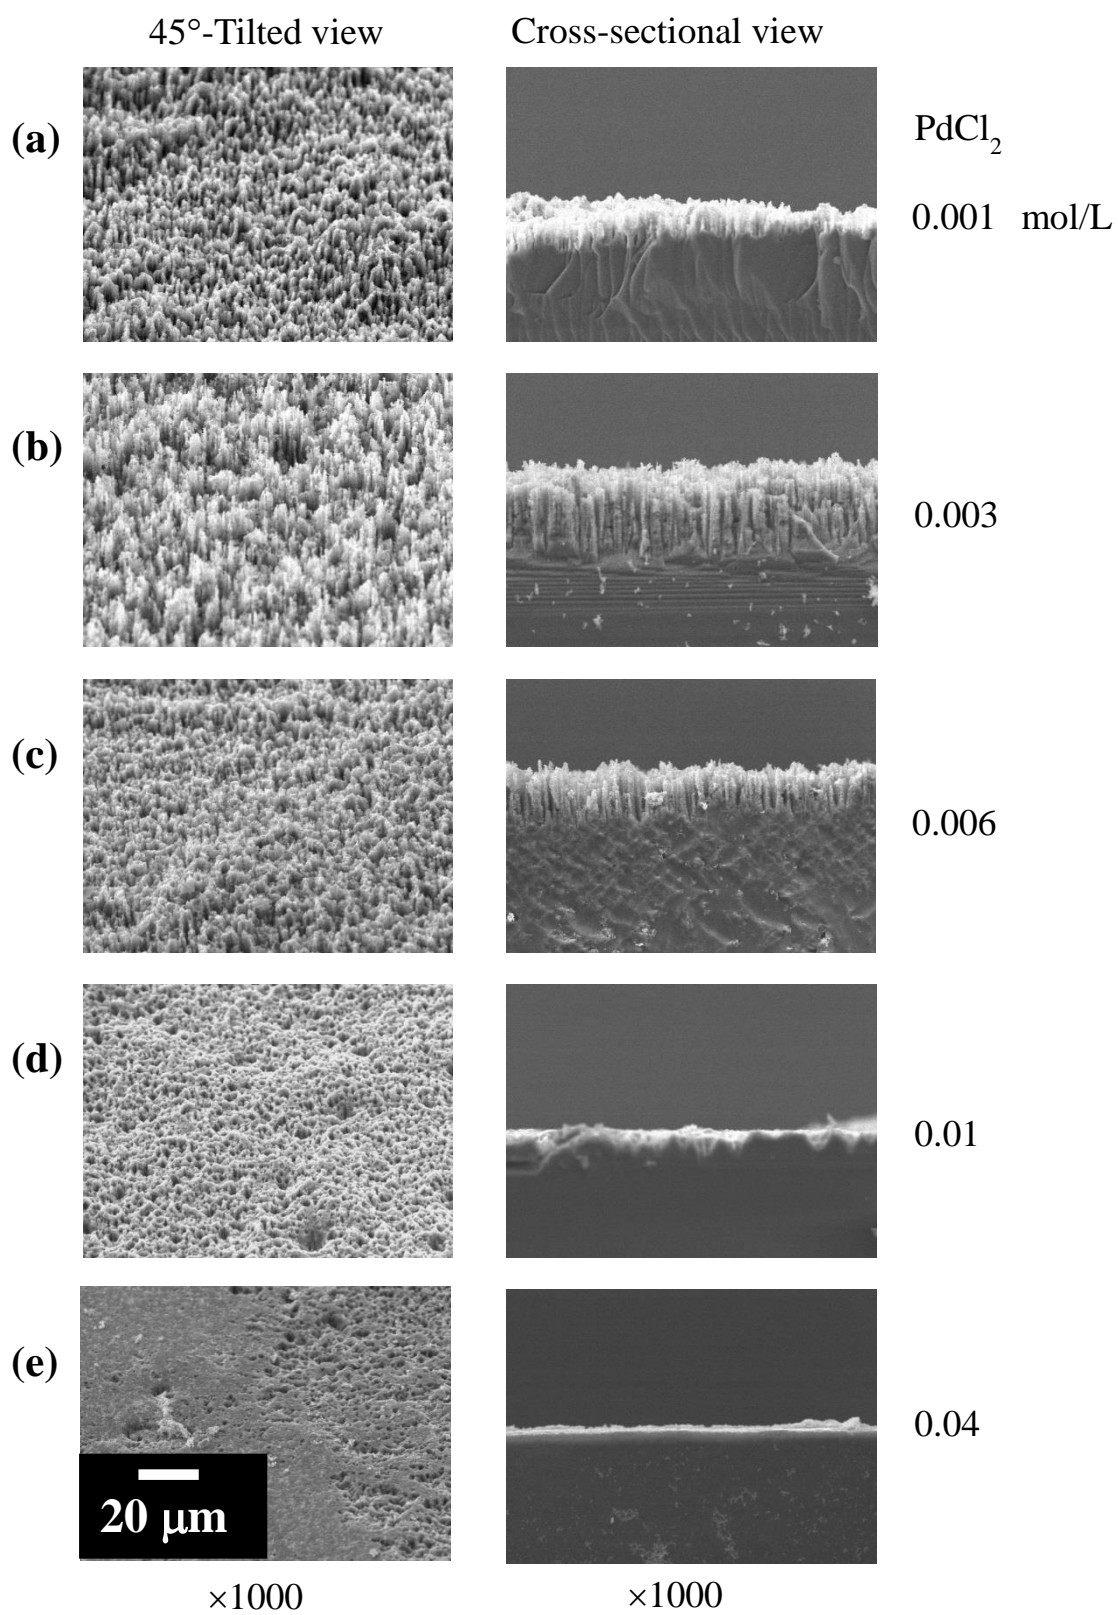 45°-Tilted view
Cross-sectional view
(a)
PdCl2
0.001 mol/L
(b)
0.003
(c)
0.006
(d)
0.01
(e)
0.04
20 μm
×1000
×1000